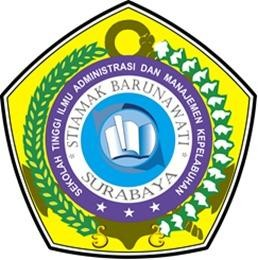 SEKOLAH TINGGI ILMU ADMINISTRASI DAN MANAJEMEN KEPELABUHAN
STIAMAK BARUNAWATI
SURABAYA